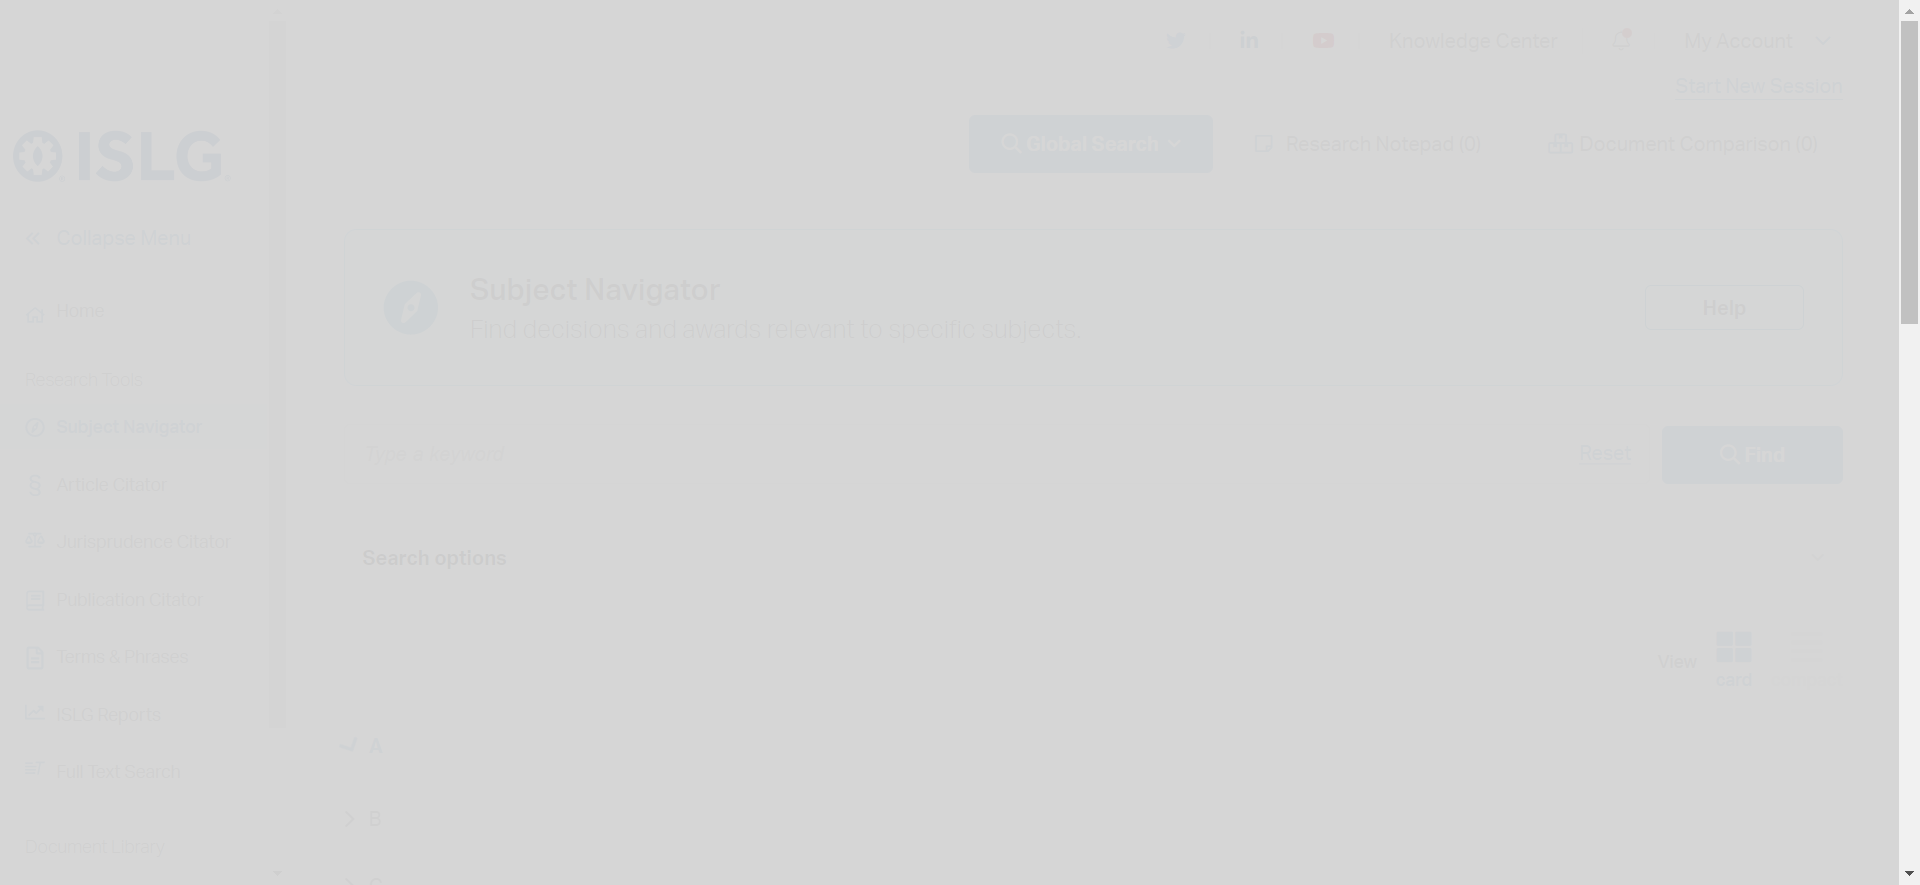 Knowledge Center
My Account
Start New Session
ISLG
Global Search
Research Notepad (0)
Document Comparison (0)
Collapse Menu
Subject Navigator
Find decisions and awards relevant to specific subjects.
Help
Home
Research Tools
Subject Navigator
Type a keyword
Reset
Find
Article Citator
Jurisprudence Citator
Search options
Publication Citator
Terms & Phrases
View
card
ISLG Reports
A
Full Text Search
B
Document Library